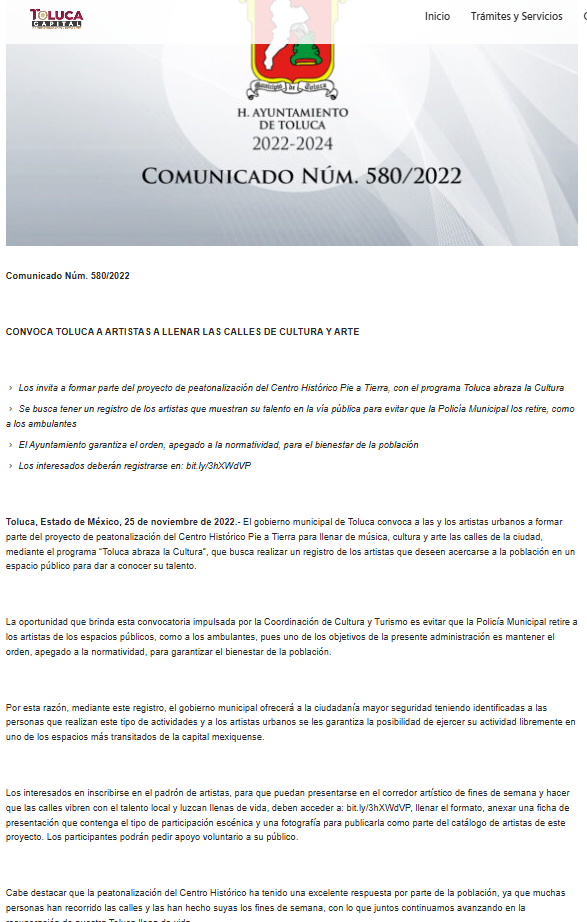 TOLUCA
CAPITAL
Inicio Trámites y Servicios
Municipio de Toluca
H. AYUNTAMIENTO
DE TOLUCA
2022-2024
COMUNICADO NÚM. 580/2022
Comunicado Núm. 580/2022
CONVOCA TOLUCA A ARTISTAS A LLENAR LAS CALLES DE CULTURA Y ARTE
› Los invita a formar parte del proyecto de peatonalización del Centro Histórico Pie a Tierra, con el programa Toluca abraza la Cultura
› Se busca tener un registro de los artistas que muestran su talento en la vía pública para evitar que la Policía Municipal los retire, como
a los ambulantes
› El Ayuntamiento garantiza el orden, apegado a la normatividad, para el bienestar de la población
› Los interesados deberán registrarse en: bit.ly/3hXWdVP
Toluca, Estado de México, 25 de noviembre de 2022.- El gobierno municipal de Toluca convoca a las y los artistas urbanos a formar
parte del proyecto de peatonalización del Centro Histórico Pie a Tierra para llenar de música, cultura y arte las calles de la ciudad,
mediante el programa "Toluca abraza la Cultura", que busca realizar un registro de los artistas que deseen acercarse a la población en un
espacio público para dar a conocer su talento.
La oportunidad que brinda esta convocatoria impulsada por la Coordinación de Cultura y Turismo es evitar que la Policía Municipal retire a
los artistas de los espacios públicos, como a los ambulantes, pues uno de los objetivos de la presente administración es mantener el
orden, apegado a la normatividad, para garantizar el bienestar de la población.
Por esta razón, mediante este registro, el gobierno municipal ofrecerá a la ciudadanía mayor seguridad teniendo identificadas a las
personas que realizan este tipo de actividades y a los artistas urbanos se les garantiza la posibilidad de ejercer su actividad libremente en
uno de los espacios más transitados de la capital mexiquense.
Los interesados en inscribirse en el padrón de artistas, para que puedan presentarse en el corredor artístico de fines de semana y hacer
que las calles vibren con el talento local y luzcan llenas de vida, deben acceder a: bit.ly/3hXWdVP, llenar el formato, anexar una ficha de
presentación que contenga el tipo de participación escénica y una fotografía para publicarla como parte del catálogo de artistas de este
proyecto. Los participantes podrán pedir apoyo voluntario a su público.
Cabe destacar que la peatonalización del Centro Histórico ha tenido una excelente respuesta por parte de la población, ya que muchas
personas han recorrido las calles y las han hecho suyas los fines de semana, con lo que juntos continuamos avanzando en la
recuperación de nuestra Toluca llena de vida.